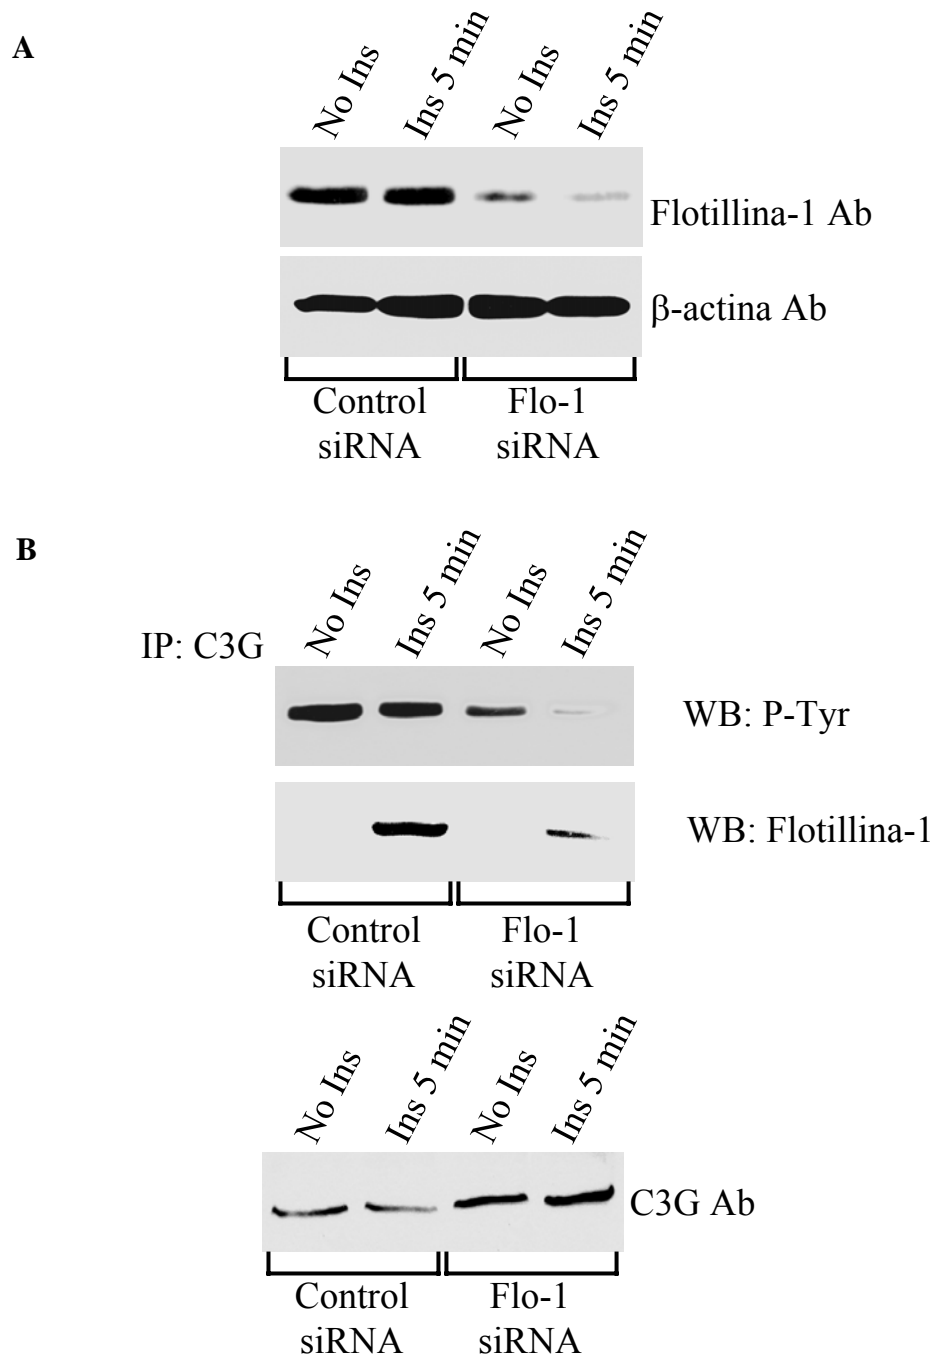 A
No Ins
Ins 5 min
No Ins
Ins 5 min
Flotillina-1 Ab
β-actina Ab
Control
siRNA
Flo-1
siRNA
B
IP: C3G
No Ins
Ins 5 min
No Ins
Ins 5 min
WB: P-Tyr
WB: Flotillina-1
Control
siRNA
Flo-1
siRNA
No Ins
Ins 5 min
No Ins
Ins 5 min
C3G Ab
Control
siRNA
Flo-1
siRNA